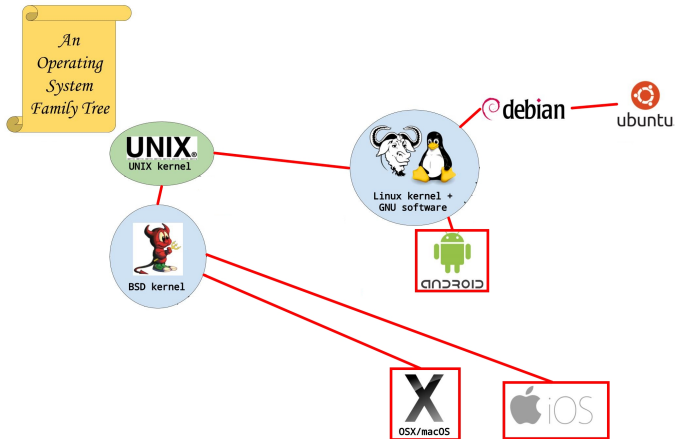 An
Operating
System
Family Tree
UNIX®
UNIX kernel
Linux kernel +
GNU software
debian
ubuntu
BSD kernel
ANDROID
X
OSX/macOS
iOS